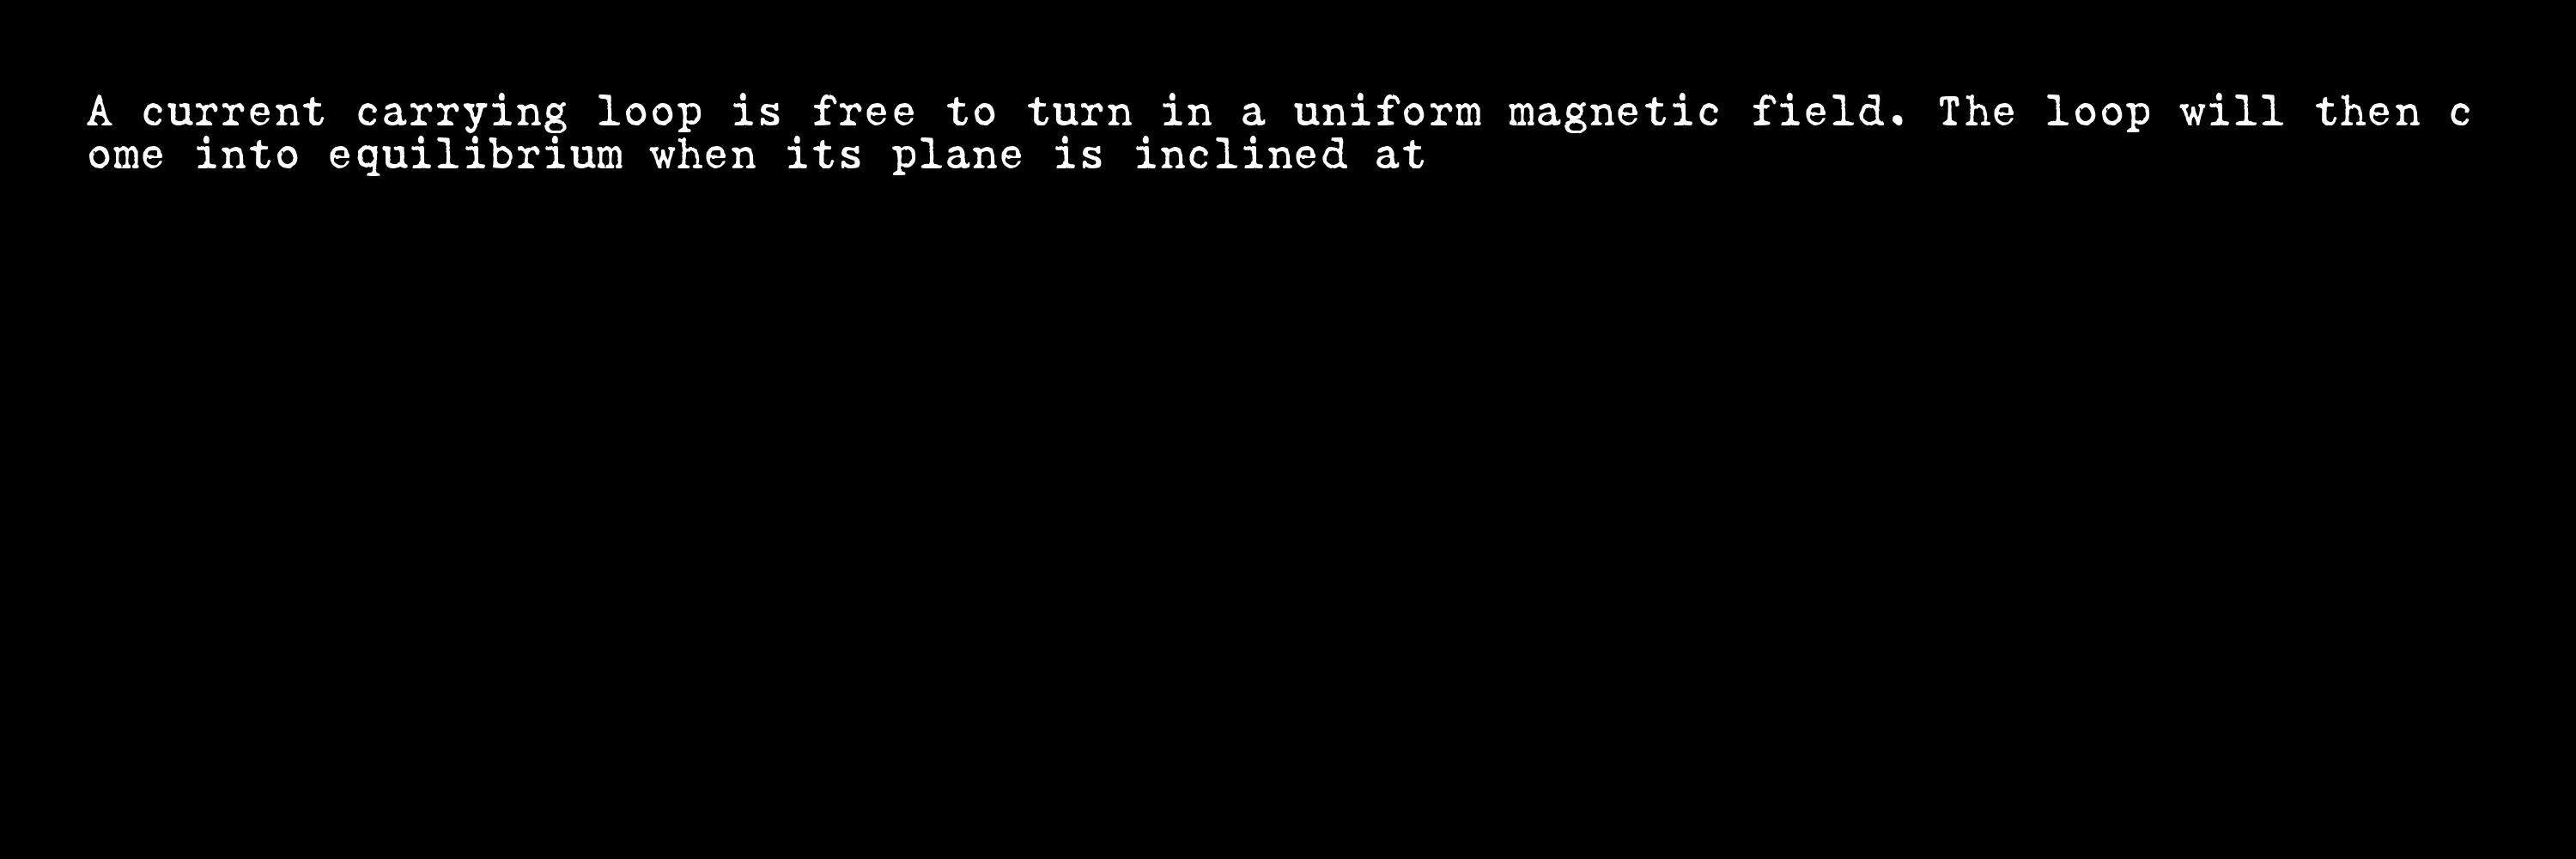 A current carrying loop is free to turn in a uniform magnetic field. The loop will then c
ome into equilibrium when its plane is inclined at